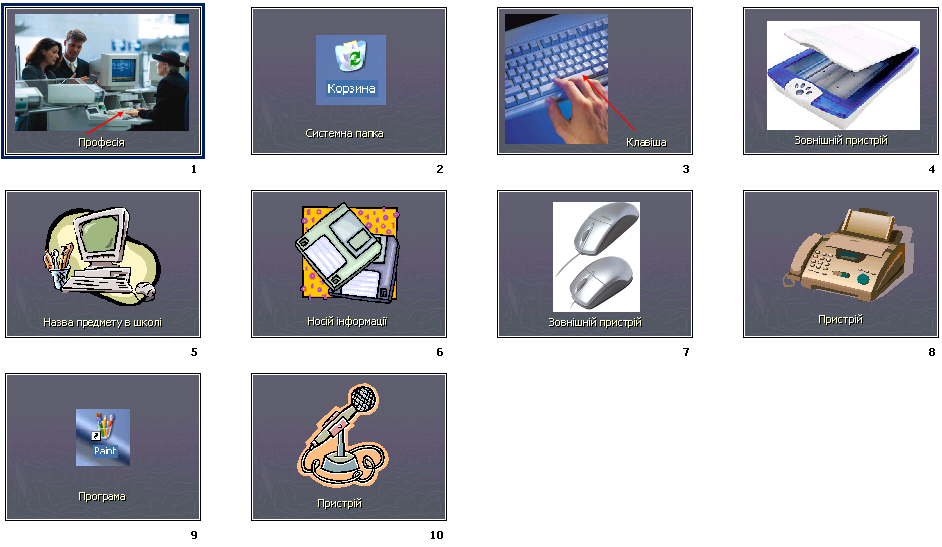 Професія
1
Корзина
Системна папка
2
Клавіша
3
Зовнішній пристрій
4
Назва предмету в школі
5
Носій інформації
6
Зовнішній пристрій
7
Пристрій
8
Paint
Програма
9
Пристрій
10